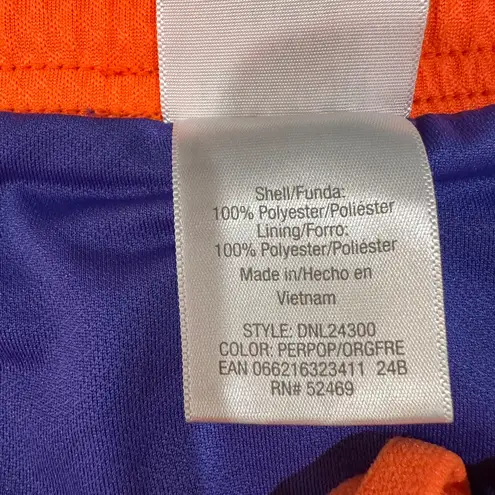 Shell/Funda:
100% Polyester/Poliéster
Lining/Forro:
100% Polyester/Poliéster
Made in/Hecho en
Vietnam
STYLE: DNL24300
COLOR: PERPOP/ORGFRE
EAN 066216323411 24B
RN# 52469